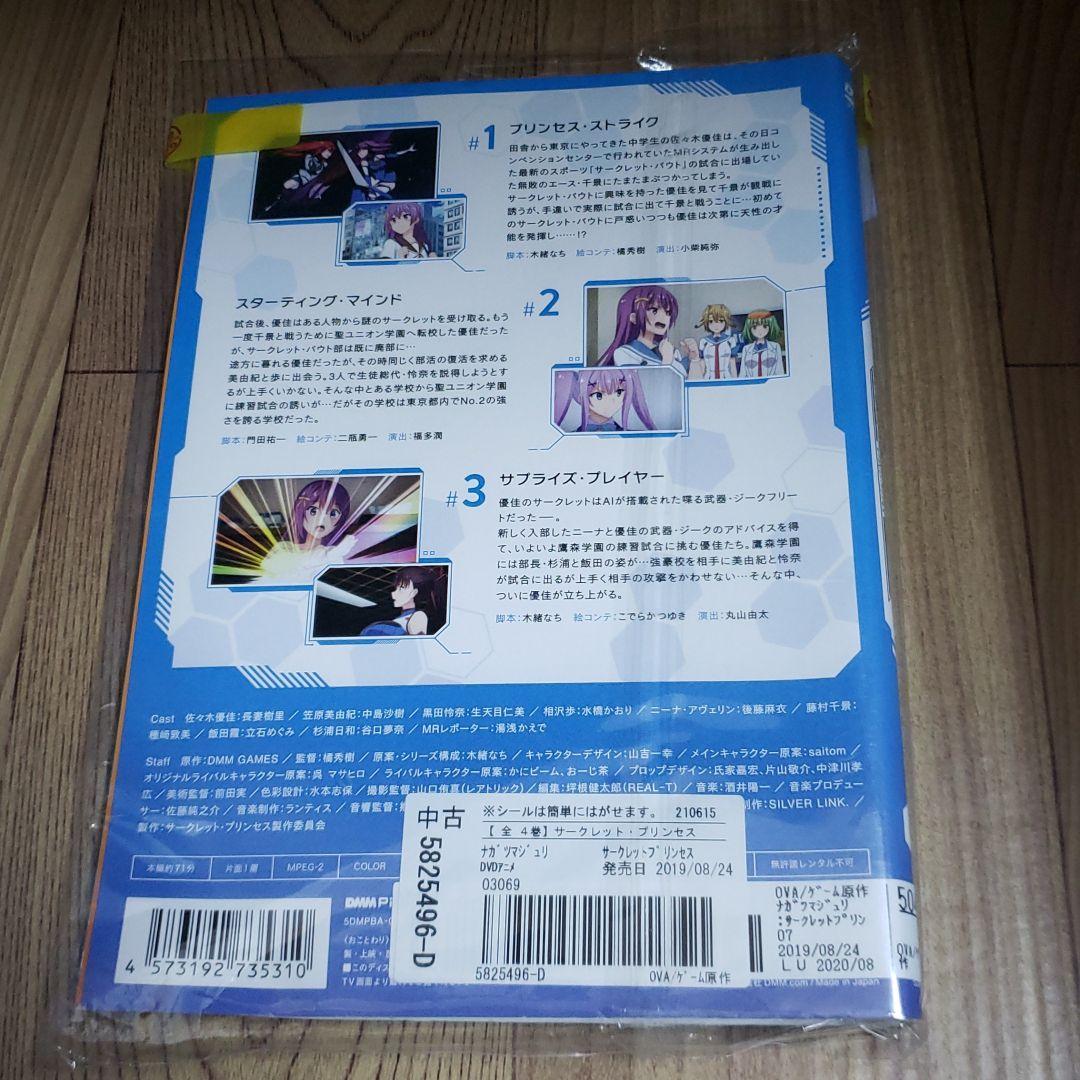 #1
プリンセス・ストライク
田舎から東京にやってきた中学生の佐々木優佳は、その日コ
ンベンションセンターで行われていたMRシステムが生み出し
た最新のスポーツ「サークレット・バウト」の試合に出場してい
た無敗のエース・千景にたまたまぶつかってしまう。
サークレット・バウトに興味を持った優佳を見て千景が観戦に
誘うが、手違いで実際に試合に出て千景と戦うことに…初めて
のサークレット・バウトに戸惑いつつも優佳は次第に天性の才
能を発揮し……!?
脚本:木緒なち 絵コンテ:橘秀樹 演出:小柴純弥
スターティング・マインド
#2
試合後、優佳はある人物から謎のサークレットを受け取る。もう
一度千景と戦うために聖ユニオン学園へ転校した優佳だった
が、サークレット・バウト部は既に廃部に…
途方に暮れる優佳だったが、その時同じく部活の復活を求める
美由紀と歩に出会う。3人で生徒総代・怜奈を説得しようとす
るが上手くいかない。そんな中とある学校から聖ユニオン学園
に練習試合の誘いが…だがその学校は東京都内でNo.2の強
さを誇る学校だった。
脚本:門田祐一 絵コンテ:二瓶勇一 演出:福多潤
#3
サプライズ・プレイヤー
優佳のサークレットはAIが搭載された喋る武器・ジークフリー
トだったー。
新しく入部したニーナと優佳の武器・ジークのアドバイスを得
て、いよいよ鷹森学園の練習試合に挑む優佳たち。鷹森学園
には部長・杉浦と飯田の姿が…強豪校を相手に美由紀と怜奈
が試合に出るが上手く相手の攻撃をかわせない…そんな中、
ついに優佳が立ち上がる。
脚本:木緒なち 絵コンテ:こでらかつゆき 演出:丸山由太
Cast 佐々木優佳:長妻樹里 / 笠原美由紀:中島沙樹 / 黒田怜奈:生天目仁美 / 相沢歩:水橋かおり / ニーナ・アヴェリン:後藤麻衣 / 藤村千景:
種﨑敦美 / 飯田霞:立石めぐみ / 杉浦日和:谷口夢奈 / MRレポーター:湯浅かえで
Staff 原作:DMM GAMES / 監督:橘秀樹 / 原案・シリーズ構成:木緒なち / キャラクターデザイン:山吉一幸 / メインキャラクター原案:saitom /
オリジナルライバルキャラクター原案:呉 マサヒロ / ライバルキャラクター原案:かにビーム、おーじ茶 / プロップデザイン:氏家嘉宏、片山敬介、中津川孝
広 / 美術監督:前田実 / 色彩設計:水本志保 / 撮影監督:山口侑真(レアトリック) / 編集:坪根健太郎(REAL-T) / 音楽:酒井陽一 / 音楽プロデュー
サー:佐藤純之介 / 音楽制作:ランティス / 音響監督: 制作:SILVER LINK. /
製作:サークレット・プリンセス製作委員会
本編約71分 片面1層 MPEG-2 COLOR 無許諾レンタル不可
4 573192 735310
DMM Pi
5DMPBA-
〈おことわり〉
製・上映・
■このディス
TV画面より
DMM.com / Made in Japan
中古
5825496-D
※シールは簡単にはがせます。 210615
【全 4巻】サークレット・プリンセス
ナガツマジュリ サークレットプリンセス
DVDアニメ 発売日 2019/08/24
03069
5825496-D OVA/ゲーム原作
OVA/ゲーム原作
ナガツマジュリ
:サークレットプリン
07
2019/08/24
LU 2020/08
50
OVA/
作